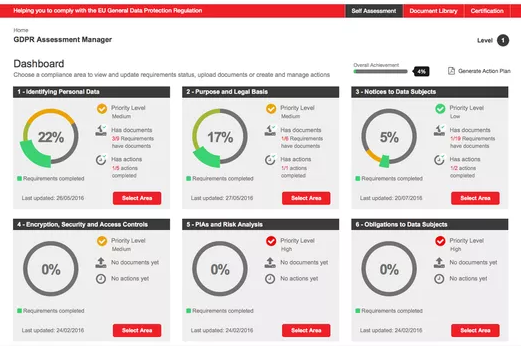 Helping you to comply with the EU General Data Protection Regulation
Self Assessment
Document Library
Certification
Home
GDPR Assessment Manager
Level 1
Dashboard
Choose a compliance area to view and update requirements status, upload documents or create and manage actions
Overall Achievement
4%
Generate Action Plan
1 - Identifying Personal Data
22%
Priority Level
Medium
Has documents
3/9 Requirements
have documents
Has actions
1/5 actions
completed
Requirements completed
Last updated: 26/05/2016
Select Area
2 - Purpose and Legal Basis
17%
Priority Level
Medium
Has documents
1/6 Requirements
have documents
Has actions
1/1 actions
completed
Requirements completed
Last updated: 27/05/2016
Select Area
3 - Notices to Data Subjects
5%
Priority Level
Low
Has documents
1/19 Requirements
have documents
Has actions
1/2 actions
completed
Requirements completed
Last updated: 20/07/2016
Select Area
4 - Encryption, Security and Access Controls
0%
Priority Level
Medium
No documents yet
No actions yet
Requirements completed
Last updated: 24/02/2016
Select Area
5 - PIAs and Risk Analysis
0%
Priority Level
High
No documents yet
No actions yet
Requirements completed
Last updated: 24/02/2016
Select Area
6 - Obligations to Data Subjects
0%
Priority Level
High
No documents yet
No actions yet
Requirements completed
Last updated: 24/02/2016
Select Area